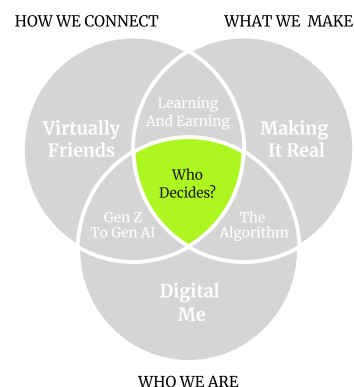 HOW WE CONNECT
WHAT WE MAKE
Learning
And Earning
Virtually
Friends
Making
It Real
Who
Decides?
Gen Z
To Gen AI
The
Algorithm
Digital
Me
WHO WE ARE